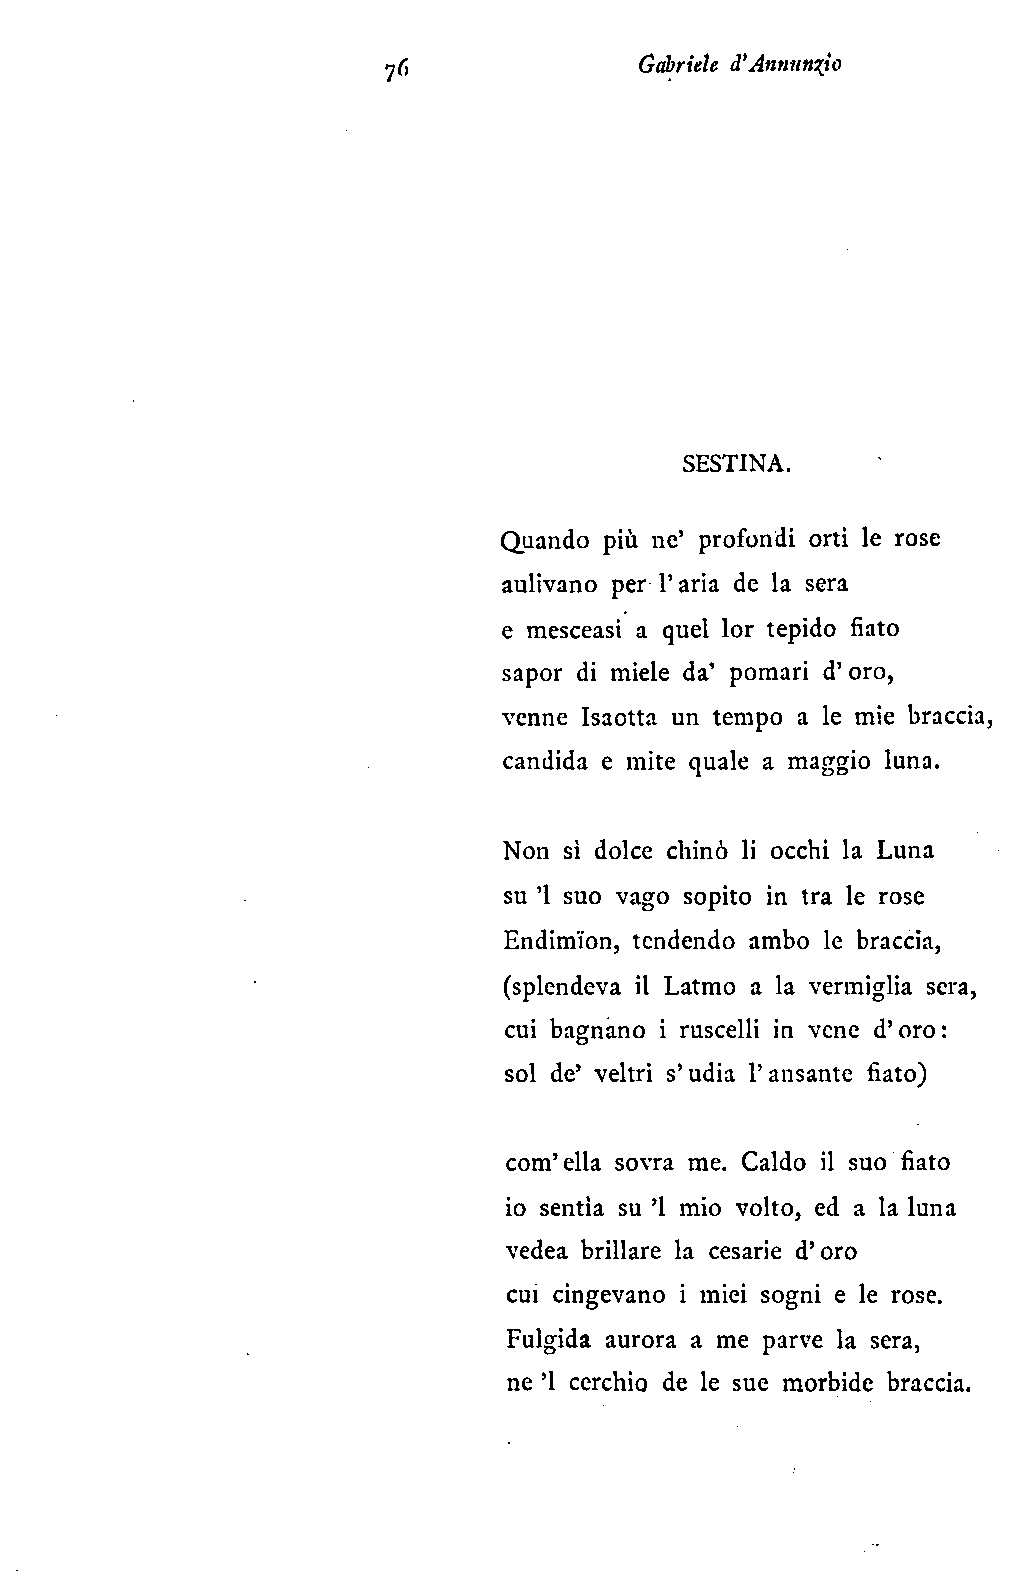 76 Gabriele d'Annunzio
SESTINA.
Quando più ne' profondi orti le rose
aulivano per l'aria de la sera
e mesceasi a quel lor tepido fiato
sapor di miele da' pomari d'oro,
venne Isaotta un tempo a le mie braccia,
candida e mite quale a maggio luna.
Non sì dolce chinò li occhi la Luna
su 'l suo vago sopito in tra le rose
Endimïon, tendendo ambo le braccia,
(splendeva il Latmo a la vermiglia sera,
cui bagnano i ruscelli in vene d'oro:
sol de' veltri s'udia l'ansante fiato)
com'ella sovra me. Caldo il suo fiato
io sentìa su 'l mio volto, ed a la luna
vedea brillare la cesarie d'oro
cui cingevano i miei sogni e le rose.
Fulgida aurora a me parve la sera,
ne 'l cerchio de le sue morbide braccia.